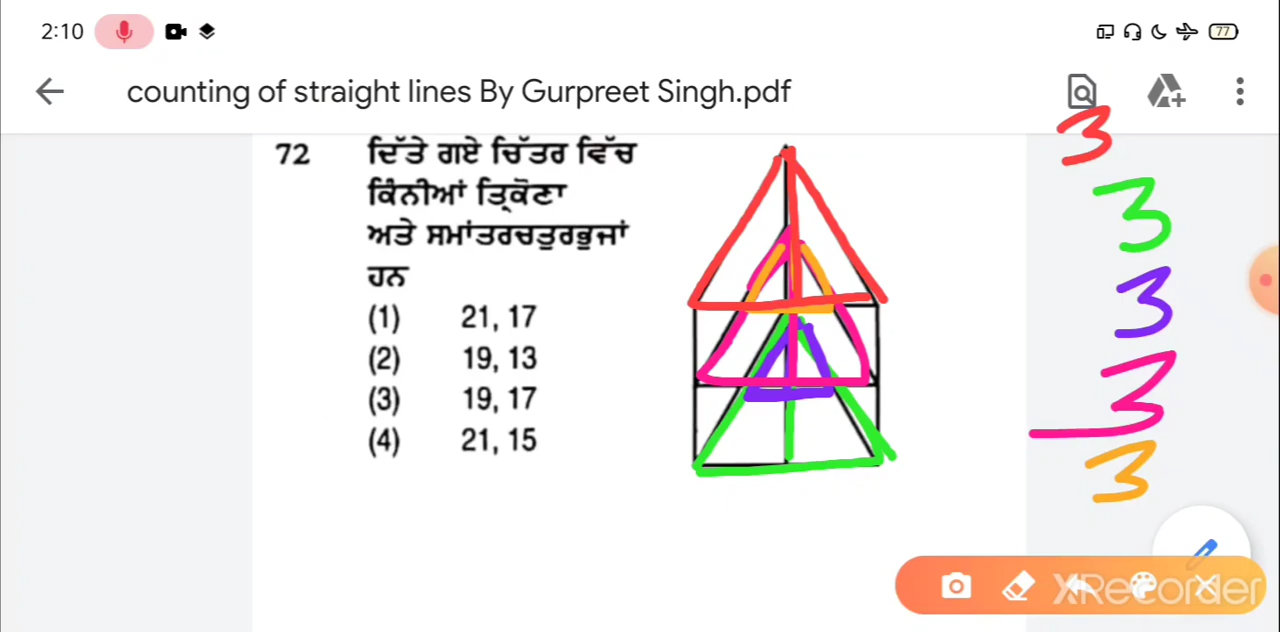 2:10
77
counting of straight lines By Gurpreet Singh.pdf
72 ਦਿੱਤੇ ਗਏ ਚਿੱਤਰ ਵਿੱਚ
ਕਿੰਨੀਆਂ ਤ੍ਰਿਕੋਣਾ
ਅਤੇ ਸਮਾਂਤਰਚਤੁਰਭੁਜਾਂ
ਹਨ
(1) 21, 17
(2) 19, 13
(3) 19, 17
(4) 21, 15
3
3
3
3
3
XRecorder